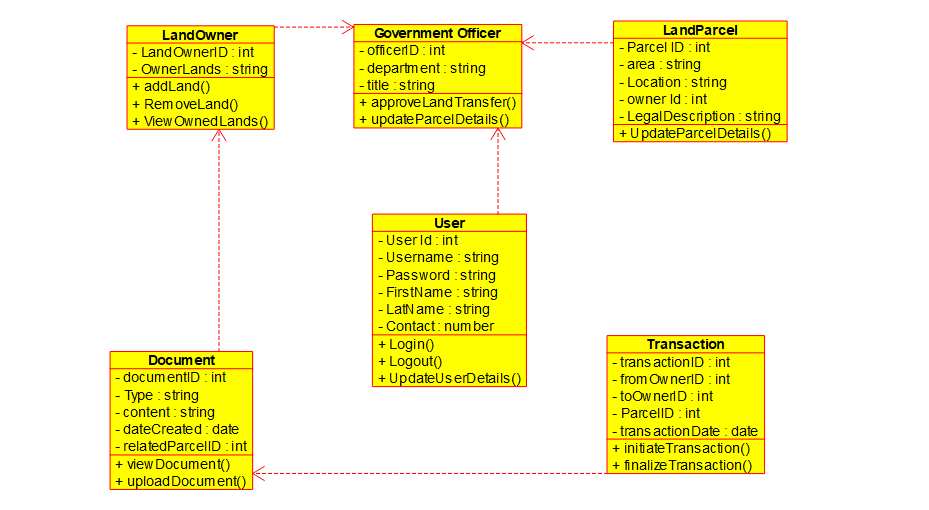 LandOwner
- LandOwnerID : int
- OwnerLands : string
+ addLand()
+ RemoveLand()
+ ViewOwnedLands()
Government Officer
- officerID : int
- department : string
- title : string
+ approveLandTransfer()
+ updateParcelDetails()
LandParcel
- Parcel ID : int
- area : string
- Location : string
- owner Id : int
- LegalDescription : string
+ UpdateParcelDetails()
User
- User Id : int
- Username : string
- Password : string
- FirstName : string
- LatName : string
- Contact : number
+ Login()
+ Logout()
+ UpdateUserDetails()
Document
- documentID : int
- Type : string
- content : string
- dateCreated : date
- relatedParcelID : int
+ viewDocument()
+ uploadDocument()
Transaction
- transactionID : int
- fromOwnerID : int
- toOwnerID : int
- ParcelID : int
- transactionDate : date
+ initiateTransaction()
+ finalizeTransaction()